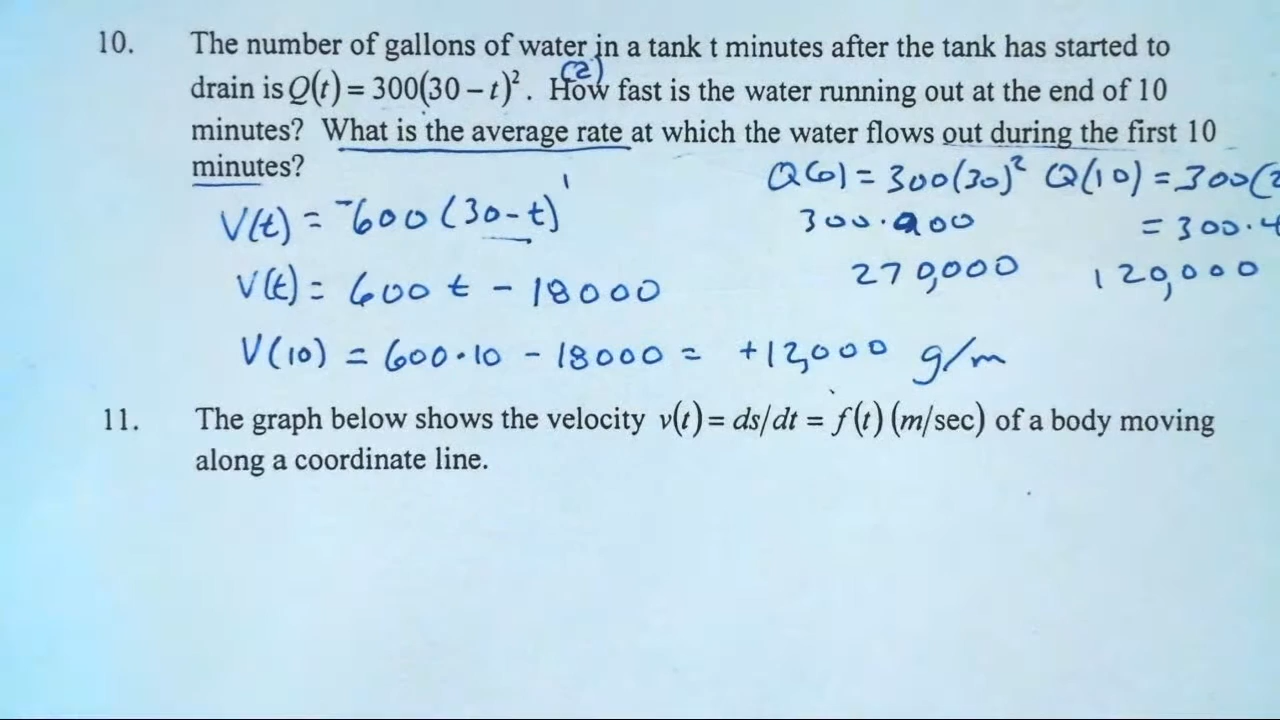 10. The number of gallons of water in a tank t minutes after the tank has started to
(2)
drain is Q(t) = 300(30 – t)². How fast is the water running out at the end of 10
minutes? What is the average rate at which the water flows out during the first 10
minutes?
Q(0) = 300(30)² Q(10) = 300(2
V(t) = -600 (30-t)¹
300·900 = 300·4
V(t) = 600t - 18000
270,000 120,000
V(10) = 600·10 - 18000 = +12,000 g/m
11. The graph below shows the velocity v(t) = ds/dt = f(t) (m/sec) of a body moving
along a coordinate line.